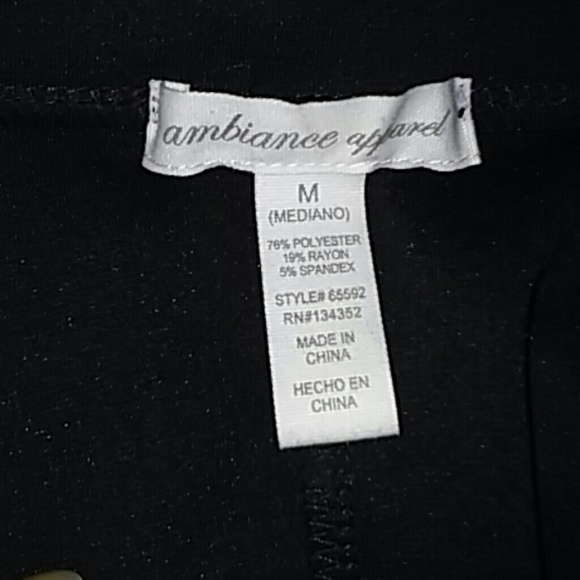 ambiance apparel
M
(MEDIANO)
76% POLYESTER
19% RAYON
5% SPANDEX
STYLE# 65592
RN#134352
MADE IN
CHINA
HECHO EN
CHINA